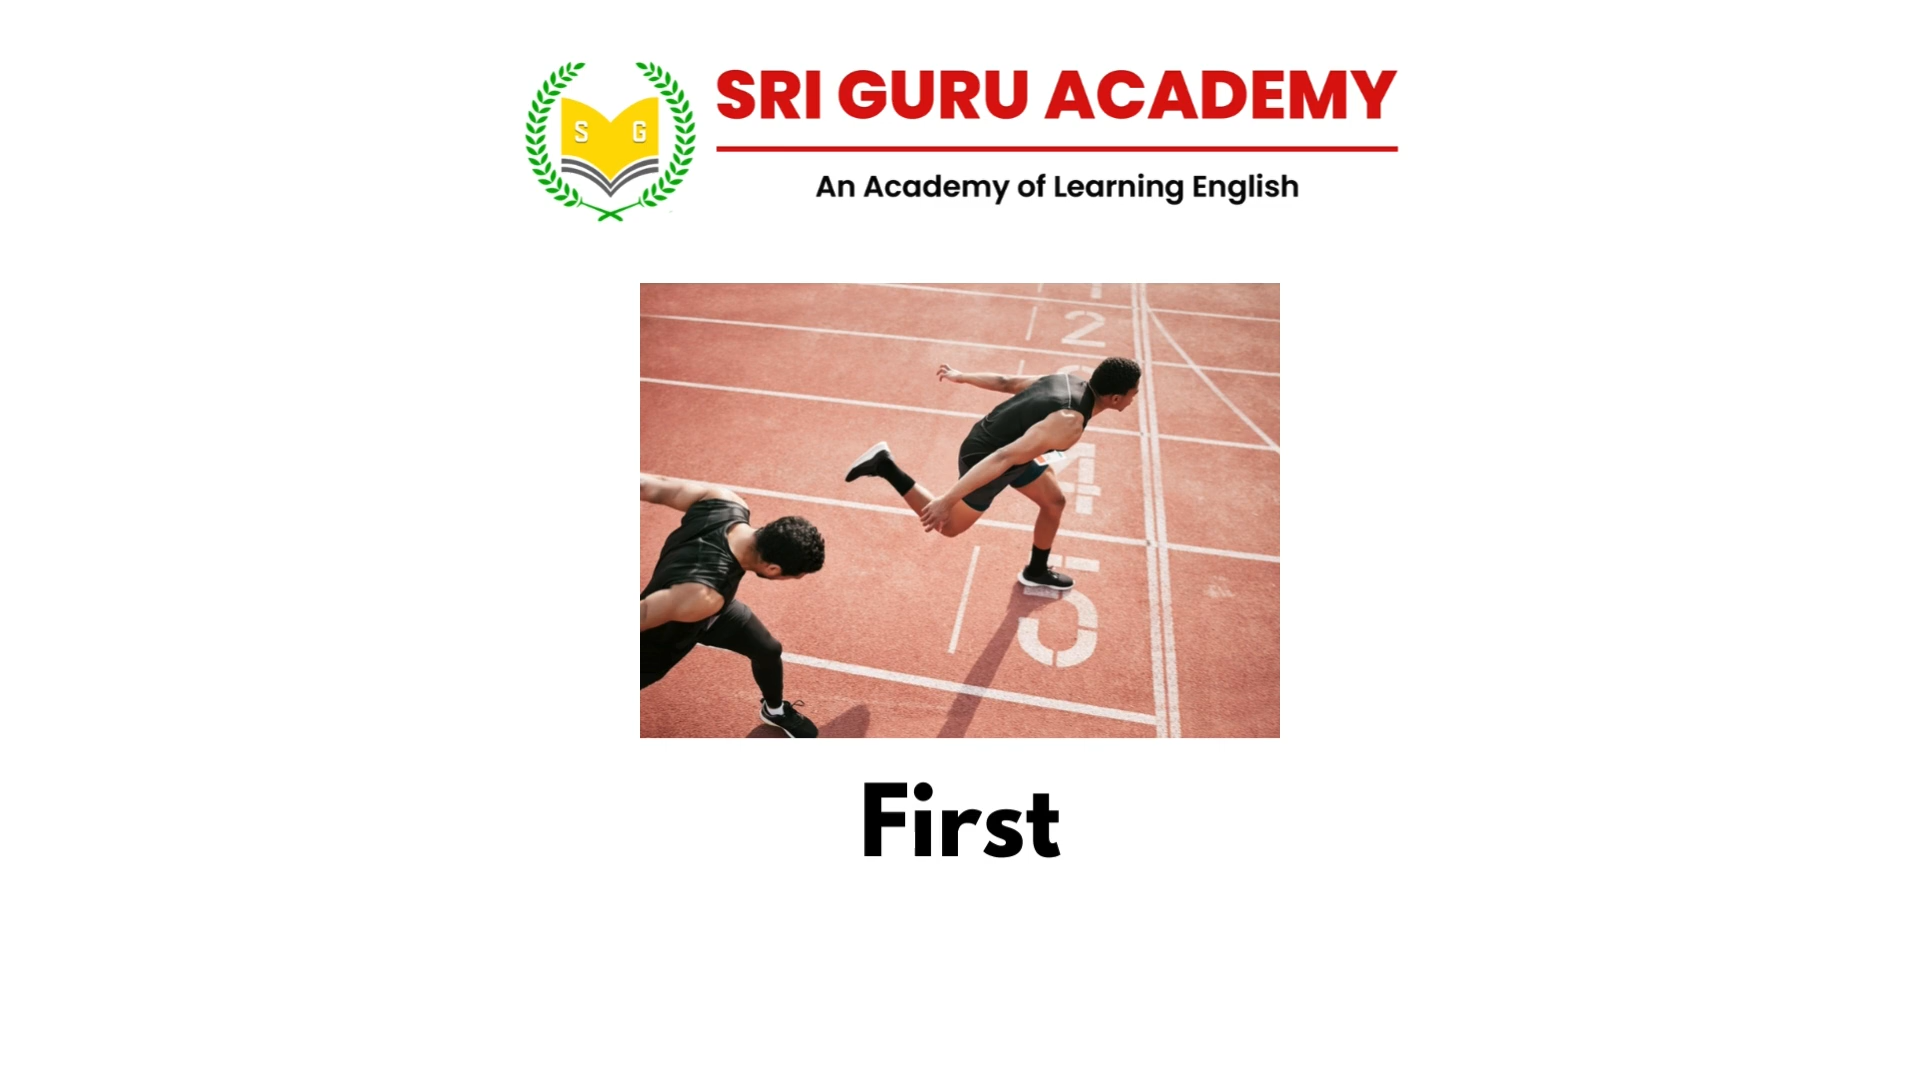 S G
SRI GURU ACADEMY
An Academy of Learning English
2
4
5
First